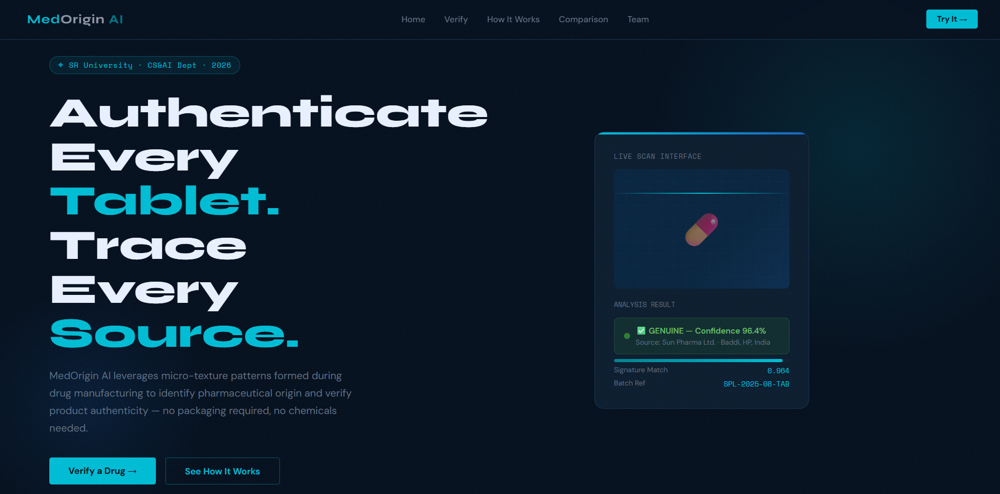 MedOrigin AI
Home
Verify
How It Works
Comparison
Team
Try It →
◈ SR University · CS&AI Dept · 2026
Authenticate
Every
Tablet.
Trace
Every
Source.
MedOrigin AI leverages micro-texture patterns formed during
drug manufacturing to identify pharmaceutical origin and verify
product authenticity — no packaging required, no chemicals
needed.
Verify a Drug →
See How It Works
LIVE SCAN INTERFACE
ANALYSIS RESULT
✅ GENUINE — Confidence 96.4%
Source: Sun Pharma Ltd. · Baddi, HP, India
Signature Match 0.964
Batch Ref SPL-2025-08-TAB